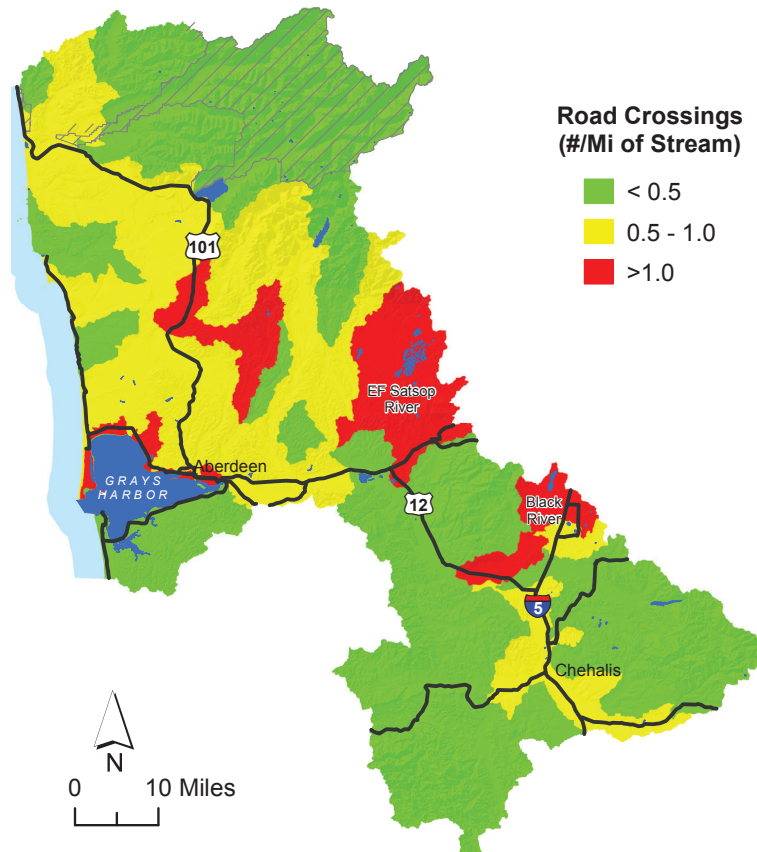 Road Crossings
(#/Mi of Stream)
< 0.5
0.5 - 1.0
>1.0
101
EF Satsop
River
Aberdeen
GRAYS
HARBOR
12
Black
River
5
Chehalis
N
0 10 Miles